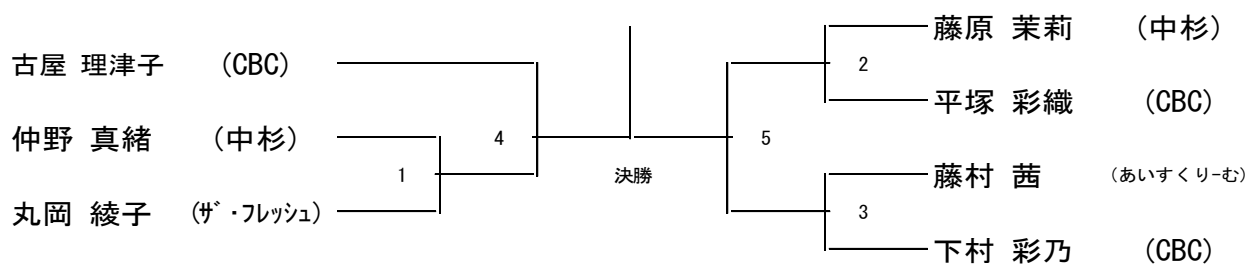 藤原 茉莉 (中杉)
古屋 理津子 (CBC)
2
平塚 彩織 (CBC)
仲野 真緒 (中杉)
4
5
1
決勝
藤村 茜 (あいすくりーむ)
丸岡 綾子 (ｻﾞ・ﾌﾚｯｼｭ)
3
下村 彩乃 (CBC)